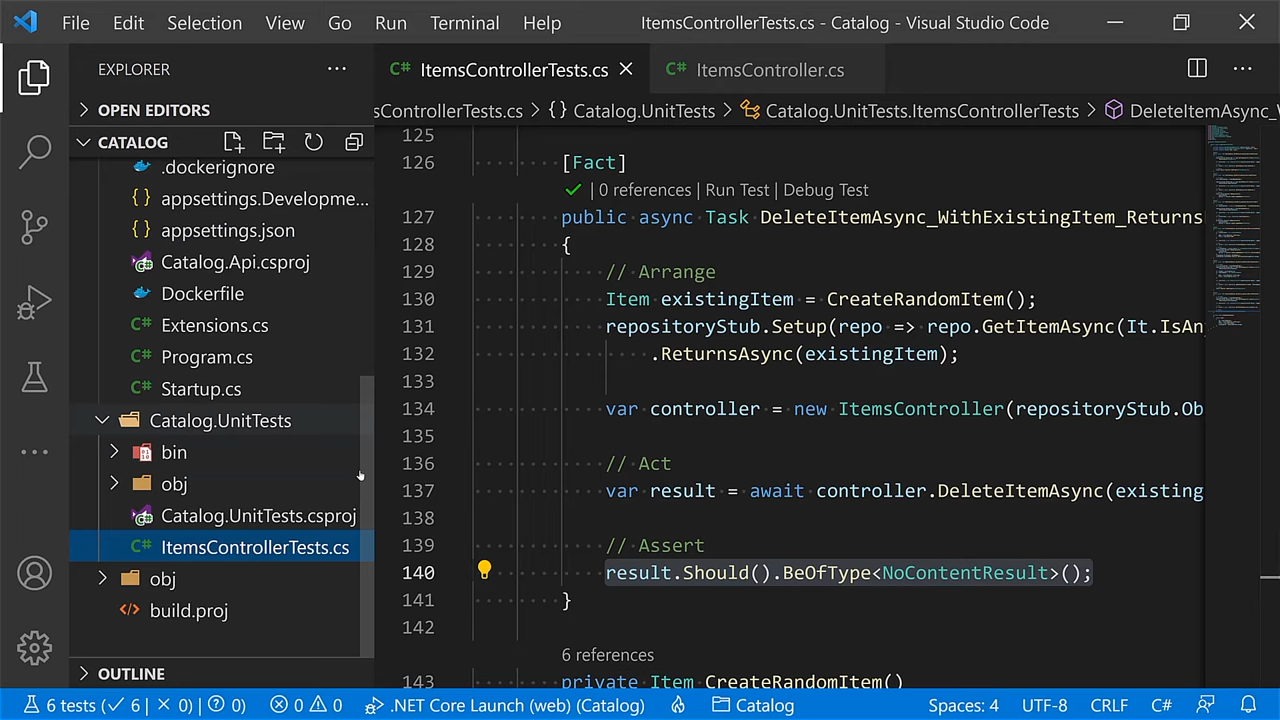 File Edit Selection View Go Run Terminal Help ItemsControllerTests.cs - Catalog - Visual Studio Code
EXPLORER
OPEN EDITORS
CATALOG
.dockerignore
{} appsettings.Developme...
{} appsettings.json
Catalog.Api.csproj
Dockerfile
C# Extensions.cs
C# Program.cs
C# Startup.cs
Catalog.UnitTests
bin
obj
Catalog.UnitTests.csproj
C# ItemsControllerTests.cs
obj
build.proj
OUTLINE
C# ItemsControllerTests.cs C# ItemsController.cs
sControllerTests.cs > {} Catalog.UnitTests > Catalog.UnitTests.ItemsControllerTests > DeleteItemAsync_
125
126 [Fact]
| 0 references | Run Test | Debug Test
127 public async Task DeleteItemAsync_WithExistingItem_Returns
128 {
129 // Arrange
130 Item existingItem = CreateRandomItem();
131 repositoryStub.Setup(repo => repo.GetItemAsync(It.IsAn
132 .ReturnsAsync(existingItem);
133
134 var controller = new ItemsController(repositoryStub.Ob
135
136 // Act
137 var result = await controller.DeleteItemAsync(existing
138
139 // Assert
140 result.Should().BeOfType<NoContentResult>();
141 }
142
6 references
143 private Item CreateRandomItem()
6 tests (✓ 6 | ✕ 0 | ? 0) 0 0 .NET Core Launch (web) (Catalog) Catalog Spaces: 4 UTF-8 CRLF C#